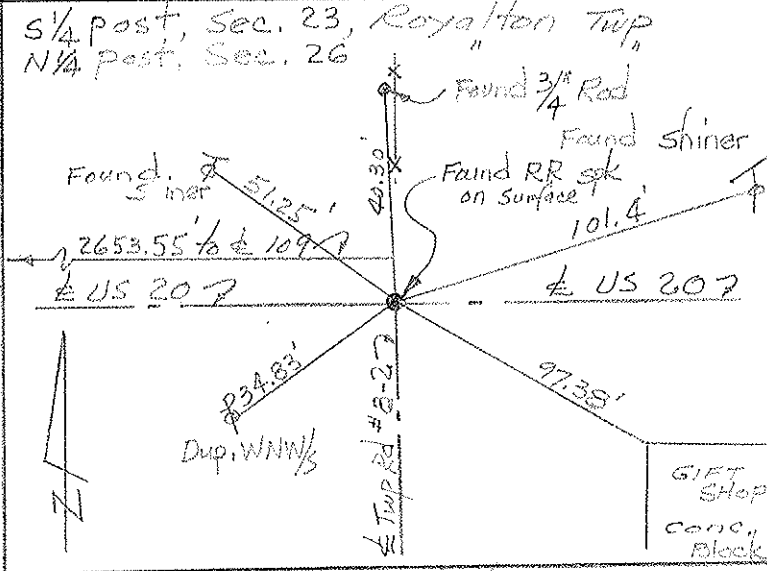 S¼ post, Sec. 23, Royalton Twp
N¼ post. Sec. 26 "
Found ¾" Rod
Found Shiner
Found RR spk
on Surface
Found
40.30'
51.25'
101.4'
2653.55' to ℄ 109
℄ US 20
℄ US 20
34.83'
97.38'
℄ Twp Rd # 8-2
Dup. WNW/s
N
GIFT
SHOP
conc.
Block